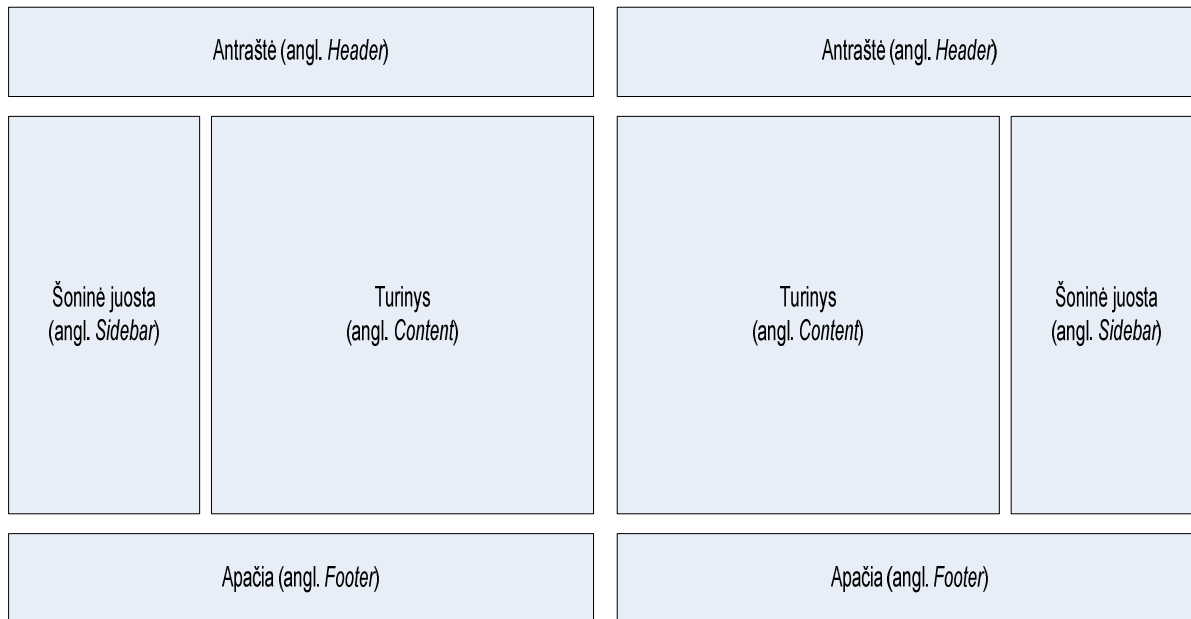 Antraštė (angl. Header)
Šoninė juosta
(angl. Sidebar)
Turinys
(angl. Content)
Apačia (angl. Footer)
Antraštė (angl. Header)
Turinys
(angl. Content)
Šoninė juosta
(angl. Sidebar)
Apačia (angl. Footer)